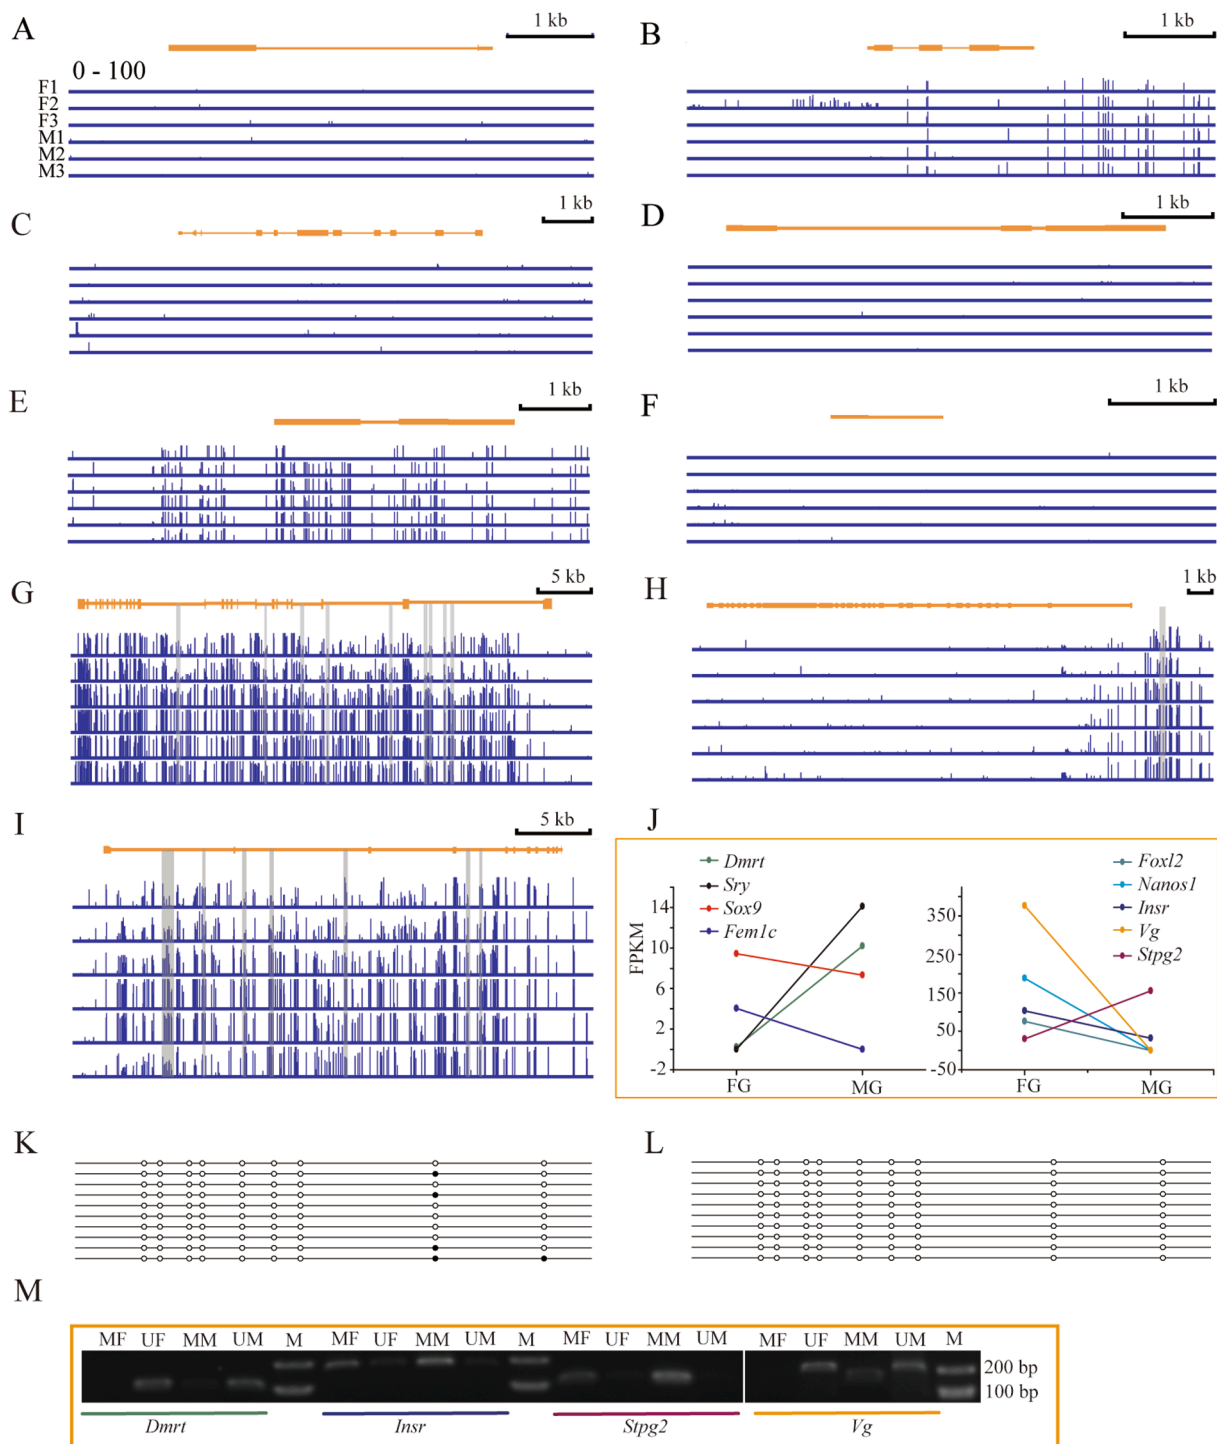 A
1 kb
0 - 100
F1
F2
F3
M1
M2
M3
B
1 kb
C
1 kb
D
1 kb
E
1 kb
F
1 kb
G
5 kb
H
1 kb
I
5 kb
J
Dmrt
Sry
Sox9
Fem1c
FPKM
14
10
6
2
-2
FG
MG
Foxl2
Nanos1
Insr
Vg
Stpg2
350
250
150
50
-50
FG
MG
K
L
M
MF UF MM UM M MF UF MM UM M MF UF MM UM MF UF MM UM M
200 bp
100 bp
Dmrt Insr Stpg2 Vg